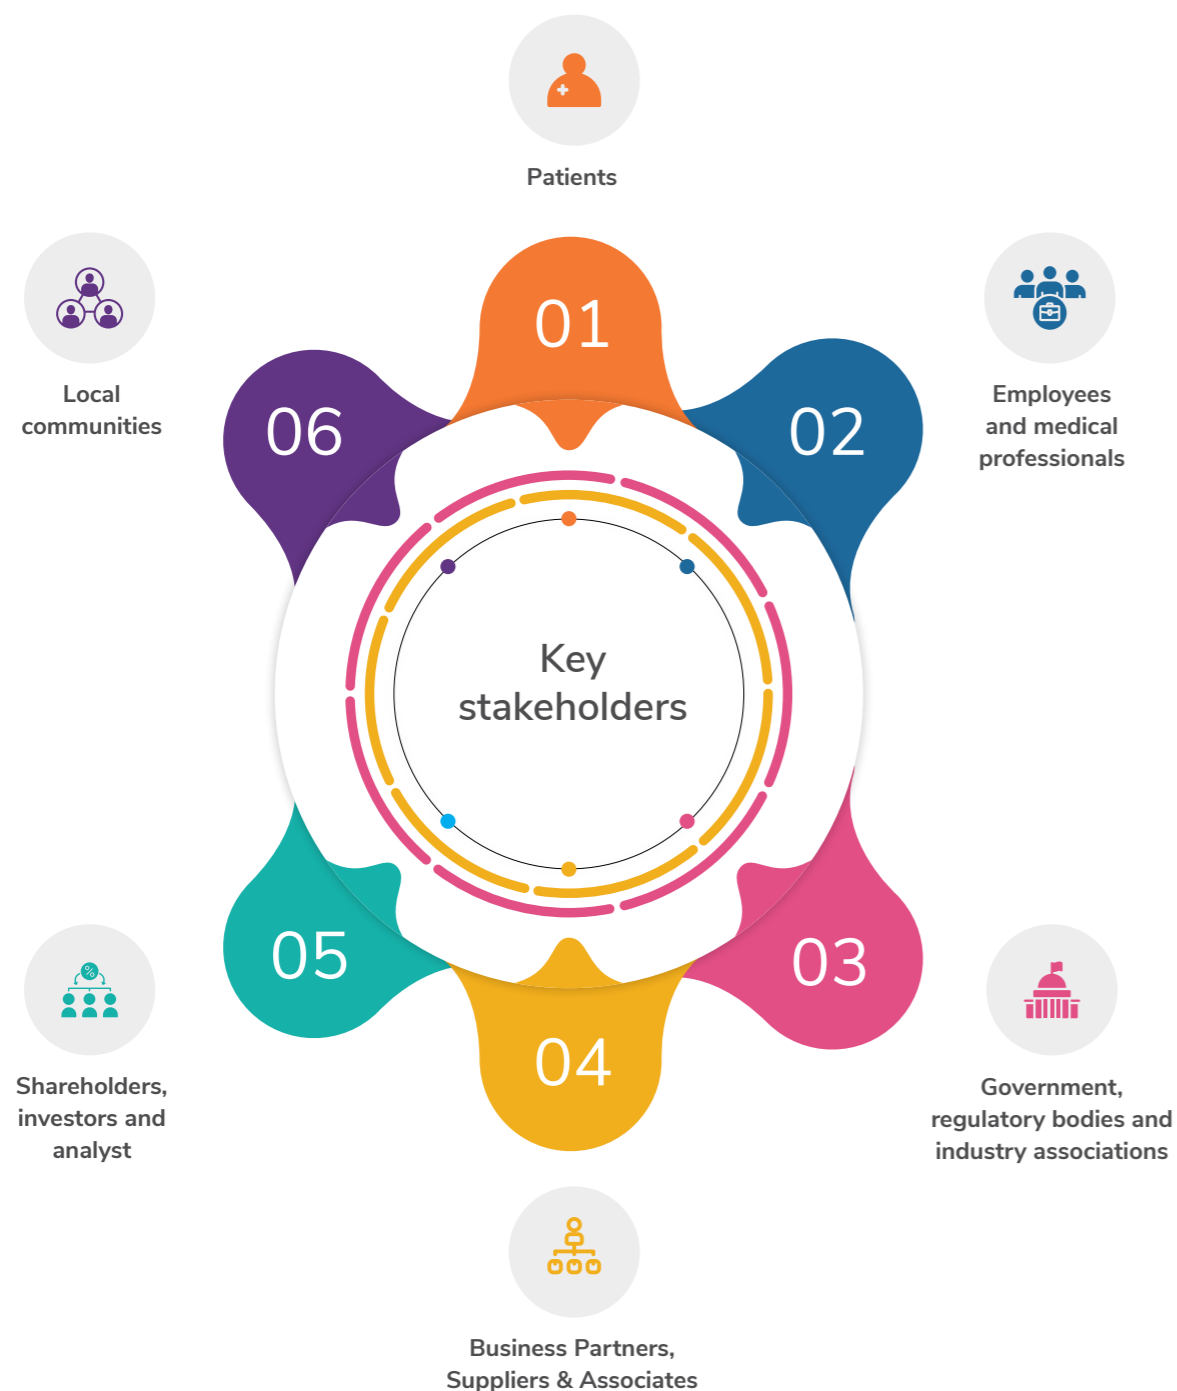 Patients
01
Employees
and medical
professionals
02
Government,
regulatory bodies and
industry associations
03
Business Partners,
Suppliers & Associates
04
Shareholders,
investors and
analyst
05
%
Local
communities
06
Key
stakeholders